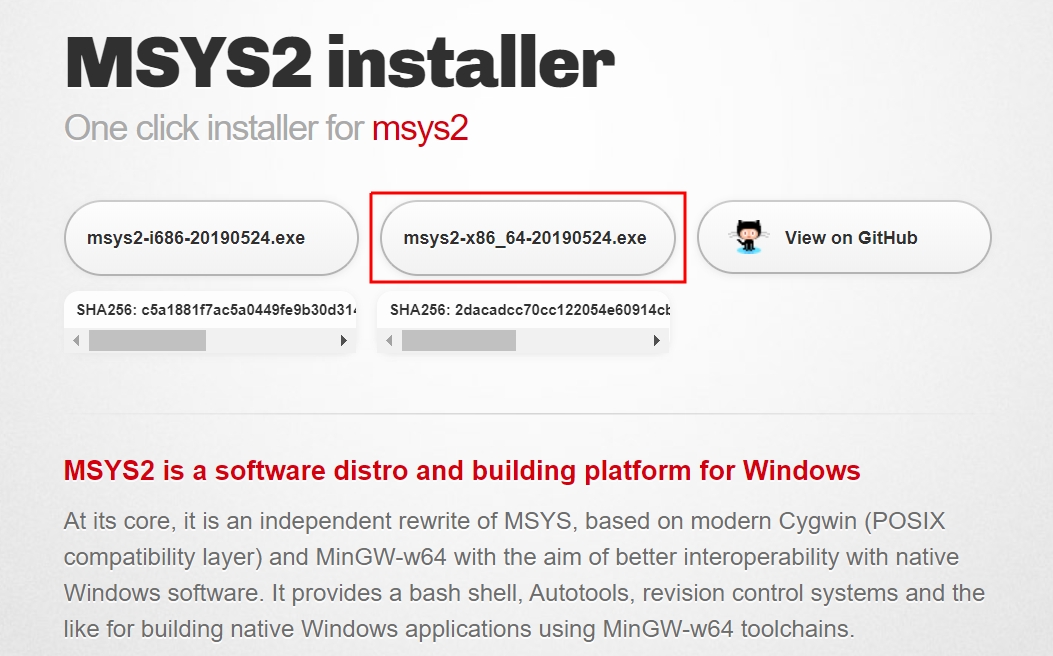 MSYS2 installer
One click installer for msys2
msys2-i686-20190524.exe
msys2-x86_64-20190524.exe
View on GitHub
SHA256: c5a1881f7ac5a0449fe9b30d314
SHA256: 2dacadcc70cc122054e60914cb
MSYS2 is a software distro and building platform for Windows
At its core, it is an independent rewrite of MSYS, based on modern Cygwin (POSIX
compatibility layer) and MinGW-w64 with the aim of better interoperability with native
Windows software. It provides a bash shell, Autotools, revision control systems and the
like for building native Windows applications using MinGW-w64 toolchains.